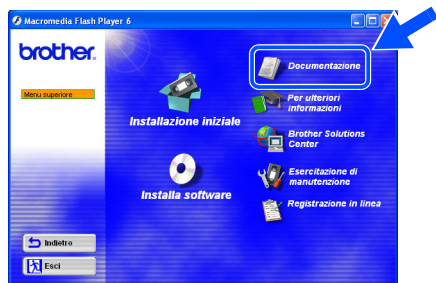 Macromedia Flash Player 6
brother.
Menu superiore
Installazione iniziale
Installa software
Documentazione
Per ulteriori
informazioni
Brother Solutions
Center
Esercitazione di
manutenzione
Registrazione in linea
Indietro
Esci